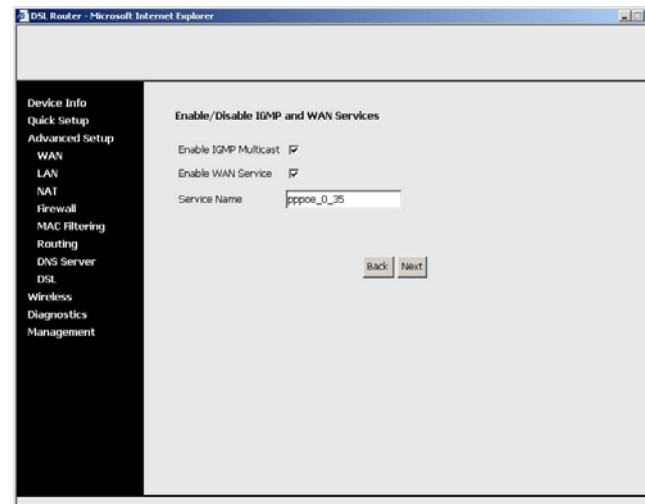 DSL Router - Microsoft Internet Explorer
Device Info
Quick Setup
Advanced Setup
WAN
LAN
NAT
Firewall
MAC Filtering
Routing
DNS Server
DSL
Wireless
Diagnostics
Management
Enable/Disable IGMP and WAN Services
Enable IGMP Multicast
Enable WAN Service
Service Name pppoe_0_35
Back Next